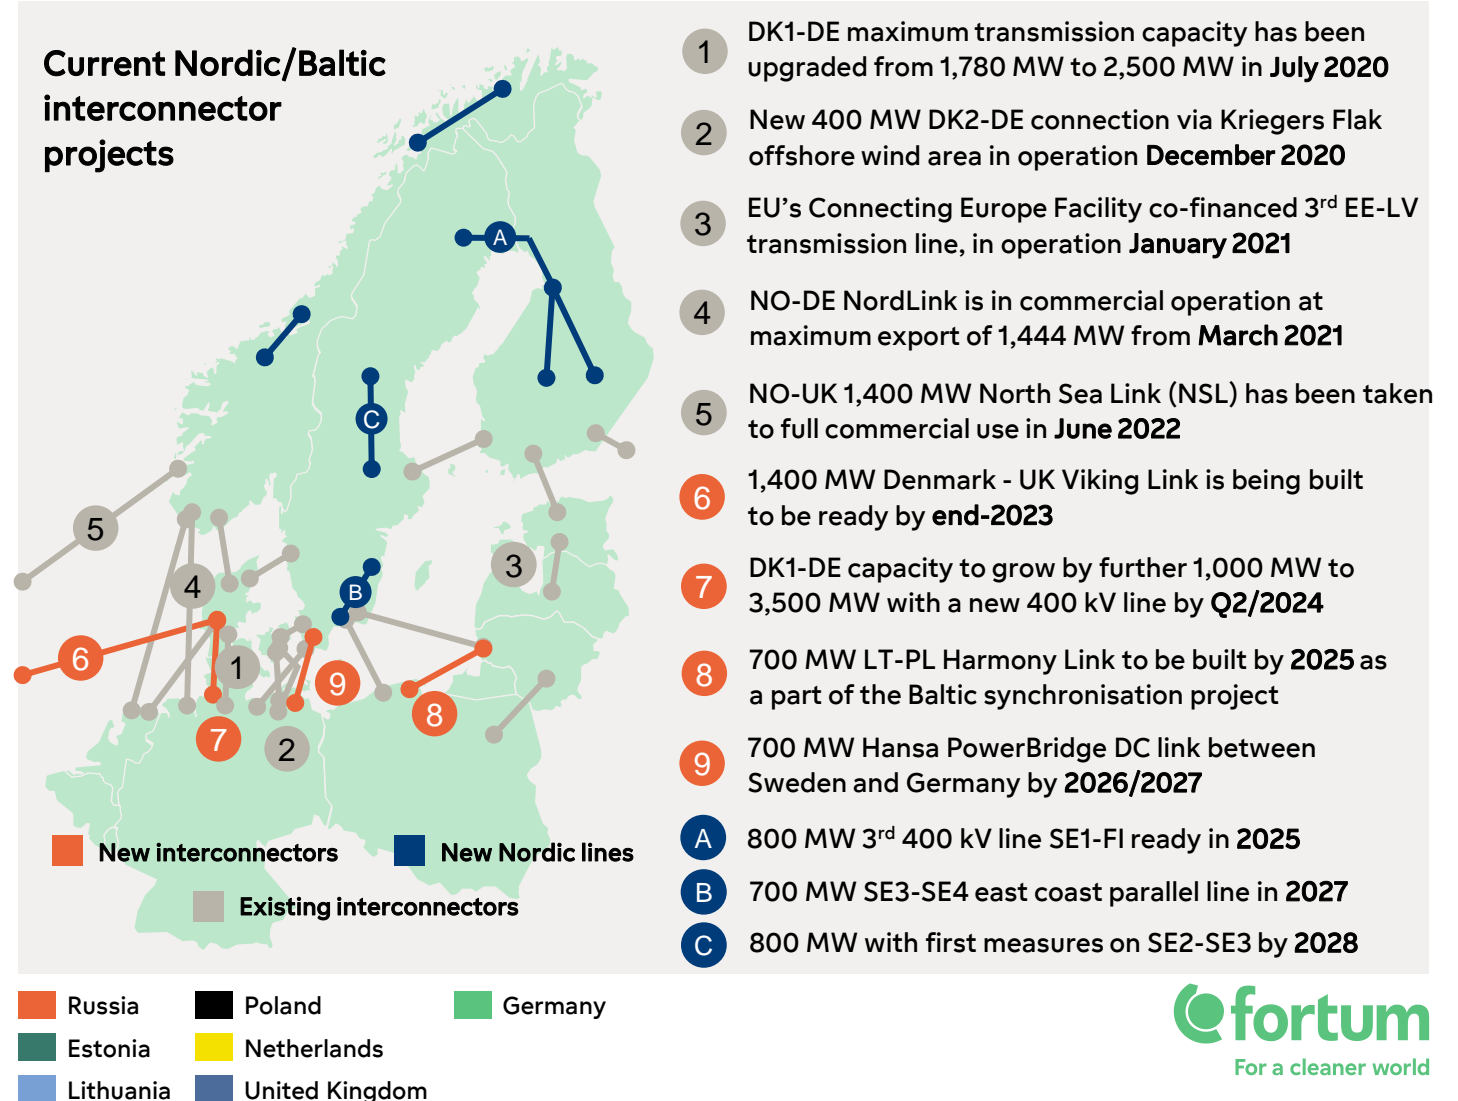 Current Nordic/Baltic
interconnector
projects
1
DK1-DE maximum transmission capacity has been
upgraded from 1,780 MW to 2,500 MW in July 2020
2
New 400 MW DK2-DE connection via Kriegers Flak
offshore wind area in operation December 2020
3
EU's Connecting Europe Facility co-financed 3rd EE-LV
transmission line, in operation January 2021
4
NO-DE NordLink is in commercial operation at
maximum export of 1,444 MW from March 2021
5
NO-UK 1,400 MW North Sea Link (NSL) has been taken
to full commercial use in June 2022
6
1,400 MW Denmark - UK Viking Link is being built
to be ready by end-2023
7
DK1-DE capacity to grow by further 1,000 MW to
3,500 MW with a new 400 kV line by Q2/2024
8
700 MW LT-PL Harmony Link to be built by 2025 as
a part of the Baltic synchronisation project
9
700 MW Hansa PowerBridge DC link between
Sweden and Germany by 2026/2027
A
800 MW 3rd 400 kV line SE1-FI ready in 2025
B
700 MW SE3-SE4 east coast parallel line in 2027
C
800 MW with first measures on SE2-SE3 by 2028
A
C
5
4
3
B
6
1
9
8
7
2
New interconnectors
New Nordic lines
Existing interconnectors
Russia
Poland
Germany
Estonia
Netherlands
Lithuania
United Kingdom
fortum
For a cleaner world